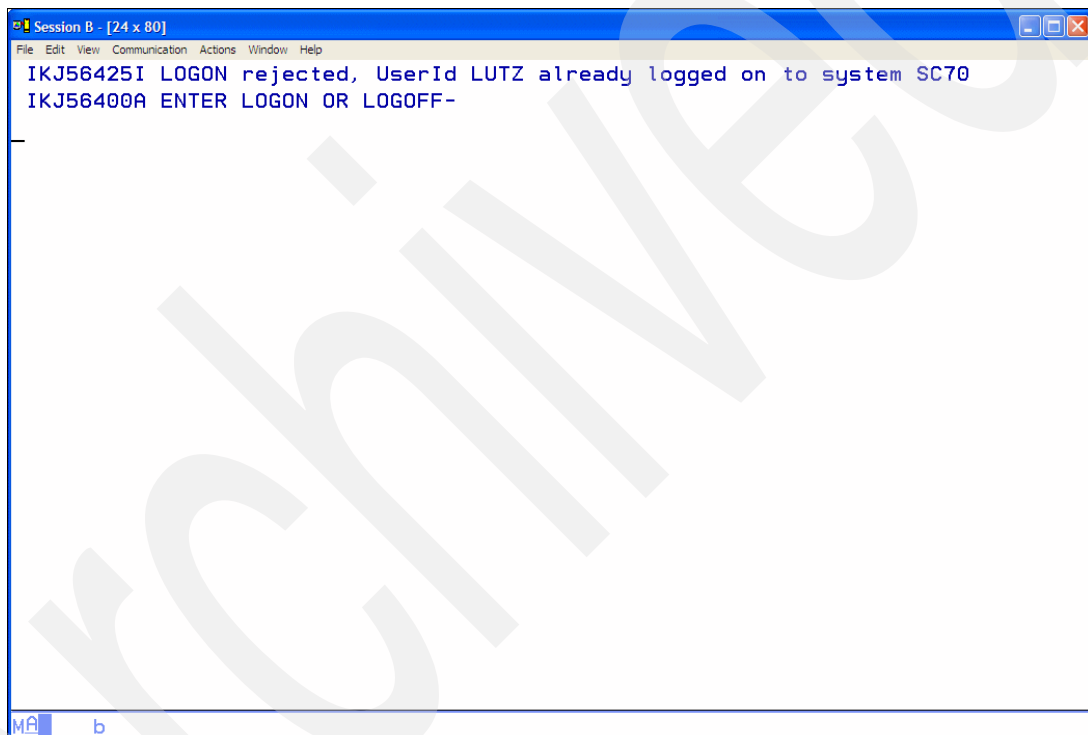 Session B - [24 x 80]
File Edit View Communication Actions Window Help
IKJ56425I LOGON rejected, UserId LUTZ already logged on to system SC70
IKJ56400A ENTER LOGON OR LOGOFF-
MA b